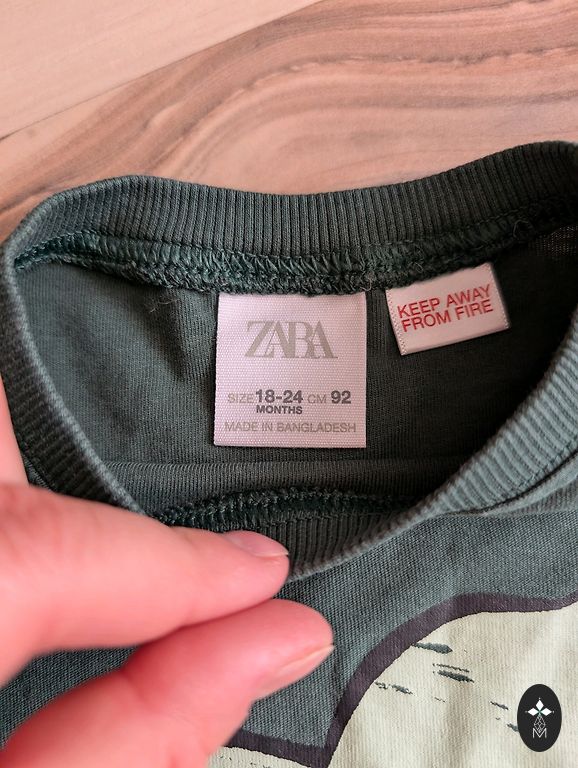 ZARA
SIZE 18-24 CM 92
MONTHS
MADE IN BANGLADESH
KEEP AWAY
FROM FIRE
M